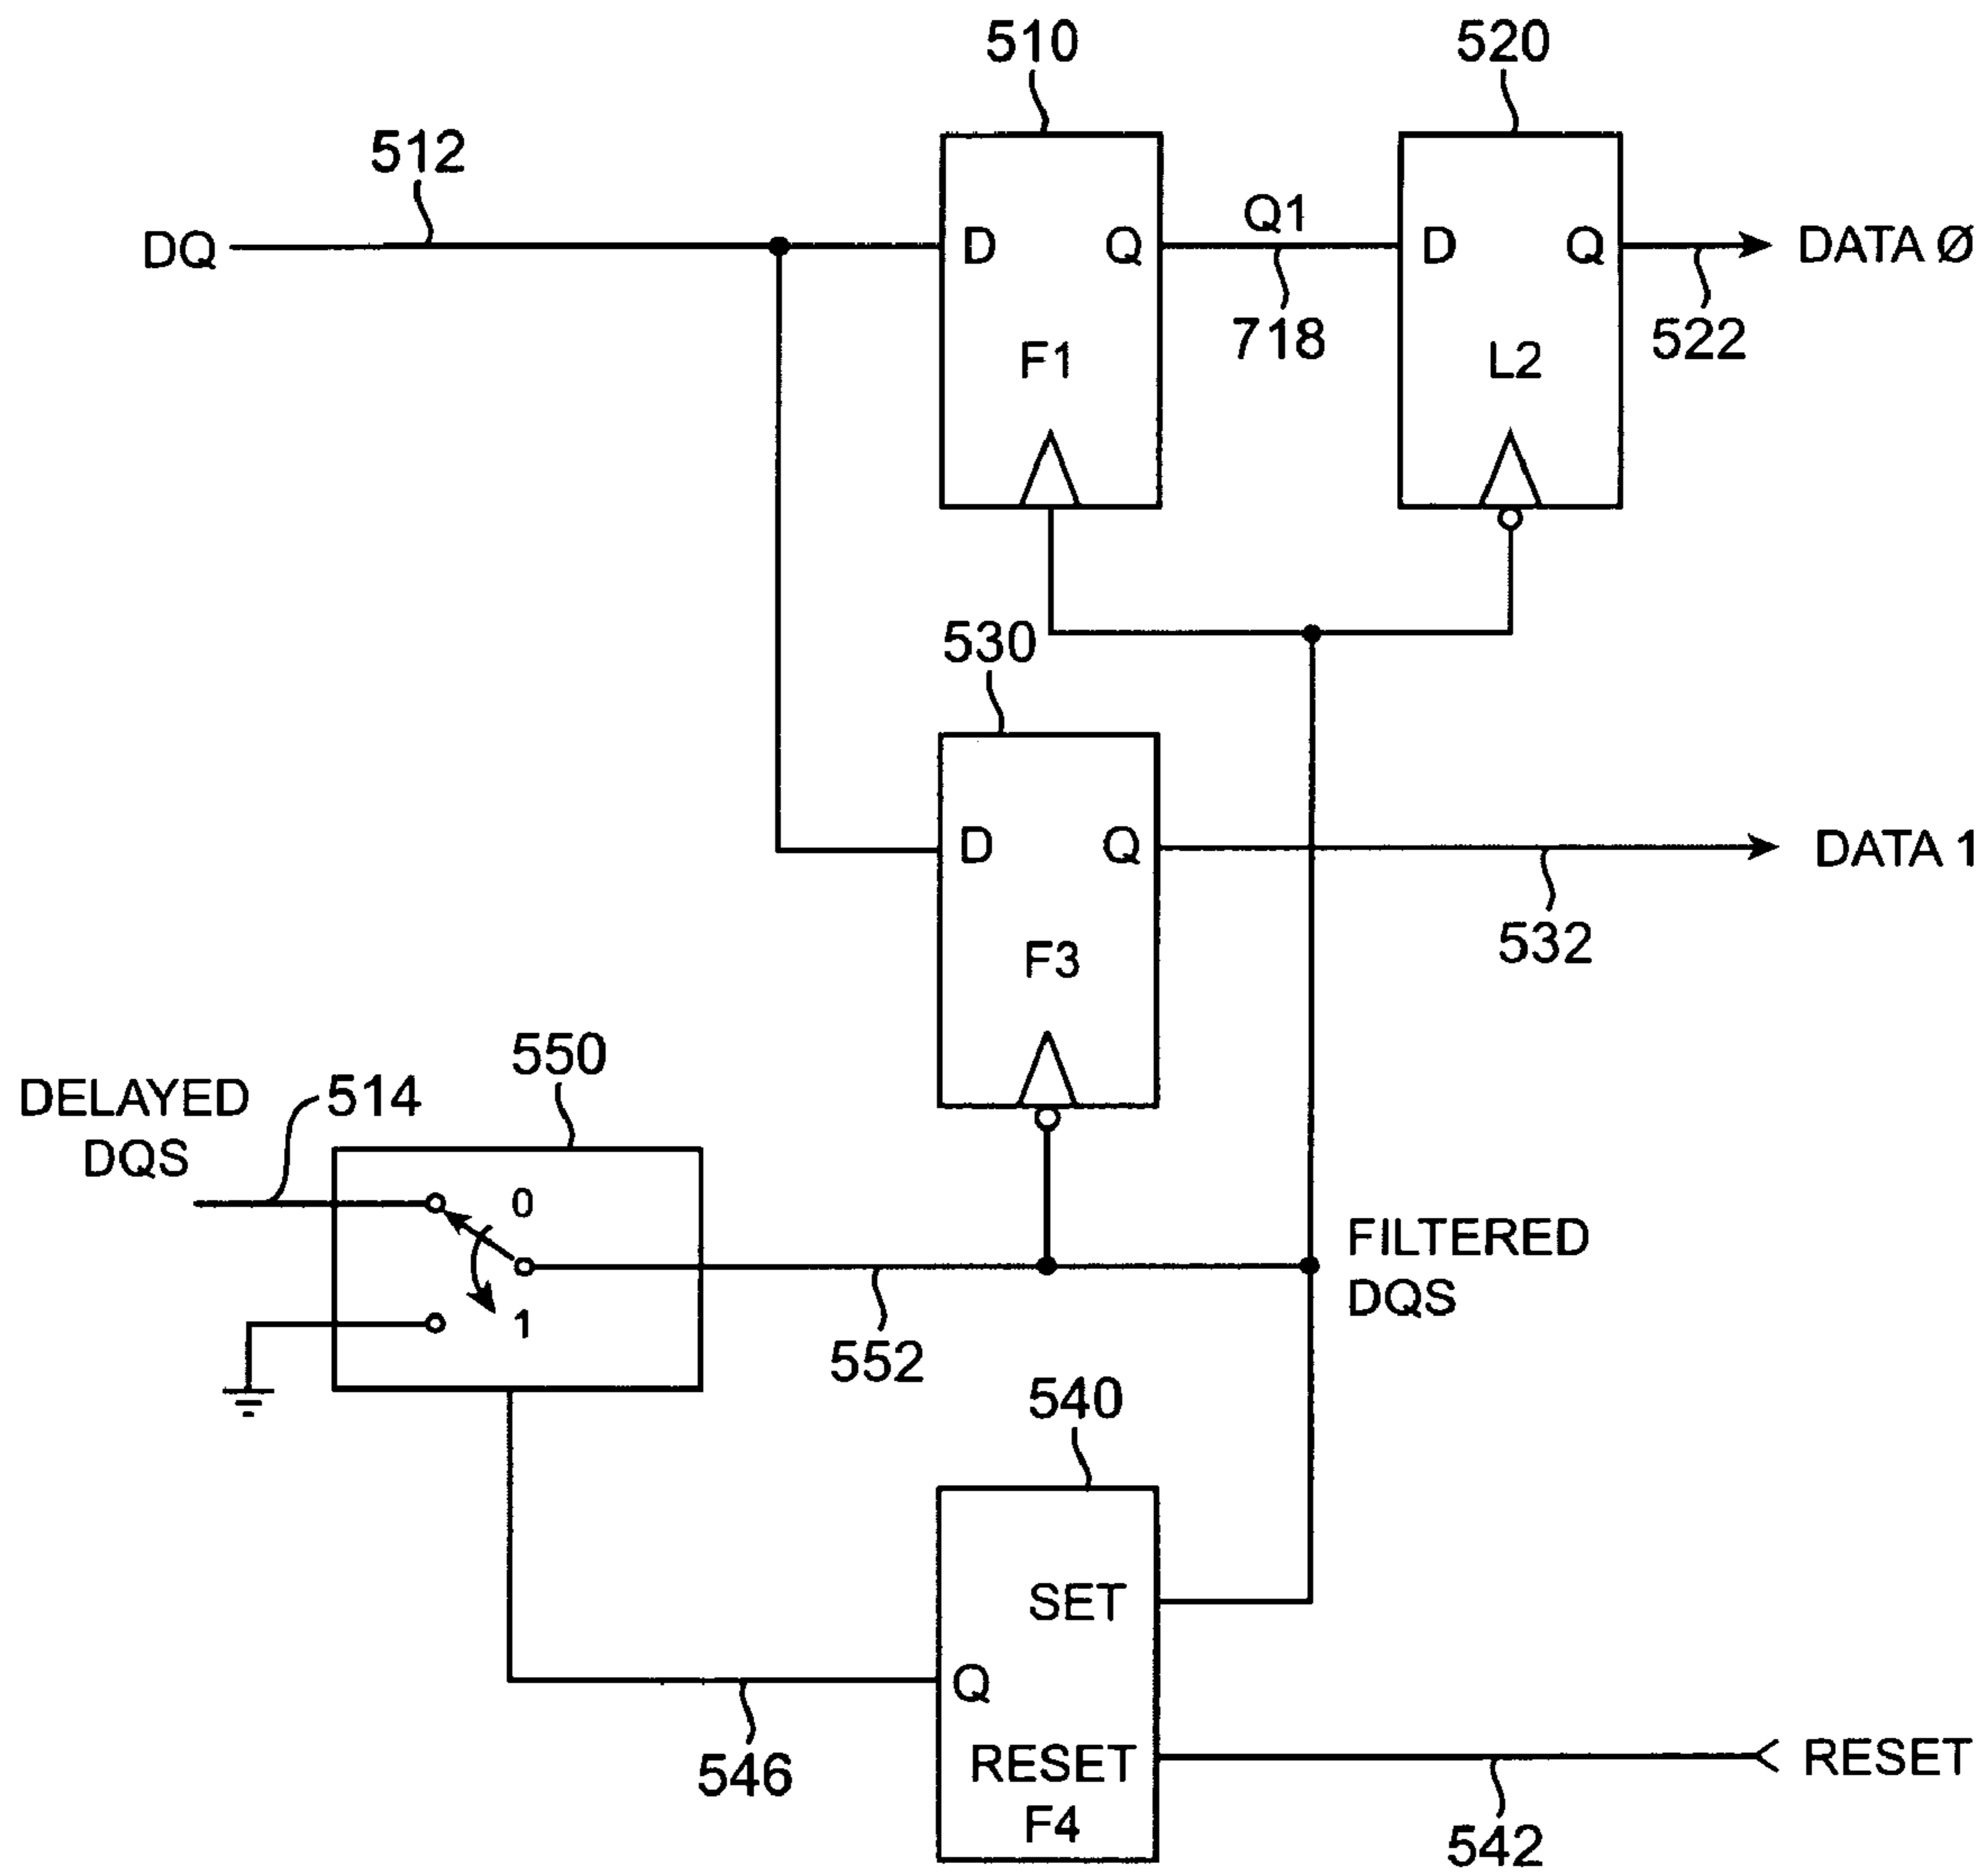 510
520
512
DQ
D
Q
Q1
D
Q
DATA Ø
718
522
F1
L2
530
D
Q
DATA 1
532
F3
550
DELAYED
DQS
514
0
1
552
FILTERED
DQS
540
SET
Q
RESET
F4
546
RESET
542